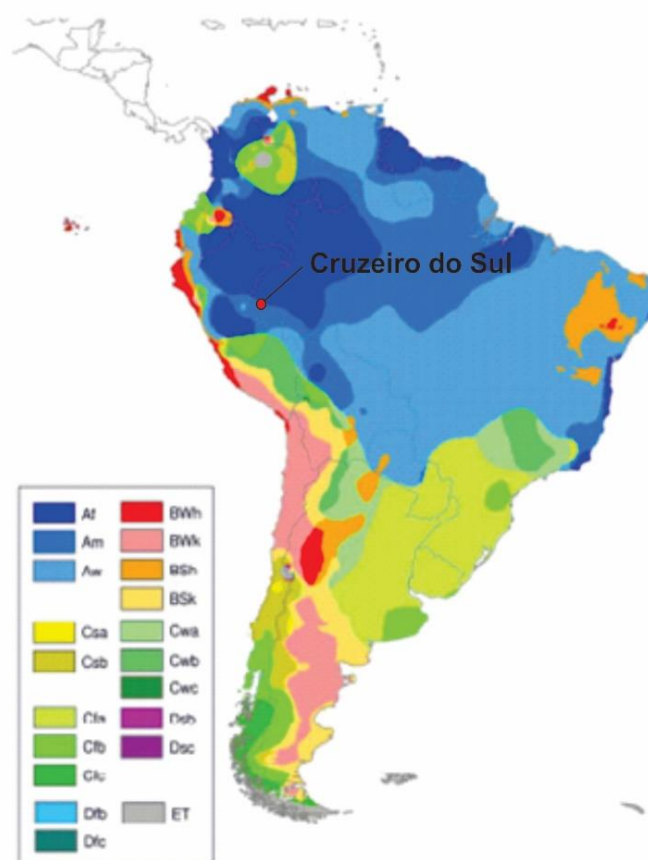 Cruzeiro do Sul
Af BWh
Am BWk
Aw BSh
BSk
Csa Cwa
Csb Cwb
Cwc
Cfa Dsb
Cfb Dsc
Cfc
Dfb ET
Dfc